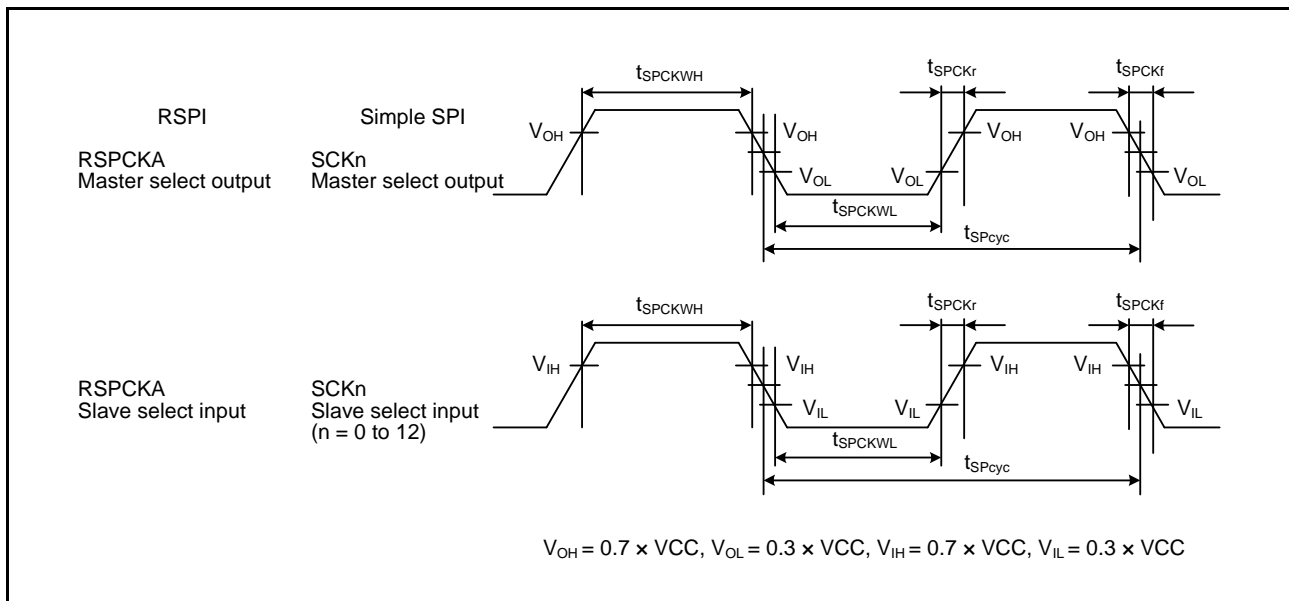 tSPCKWH tSPCKr tSPCKf
RSPI Simple SPI
VOH VOH VOH VOH
RSPCKA SCKn
Master select output Master select output
VOL VOL VOL
tSPCKWL
tSPcyc
tSPCKWH tSPCKr tSPCKf
VIH VIH VIH VIH
RSPCKA SCKn
Slave select input Slave select input
(n = 0 to 12)
VIL VIL VIL
tSPCKWL
tSPcyc
VOH = 0.7 × VCC, VOL = 0.3 × VCC, VIH = 0.7 × VCC, VIL = 0.3 × VCC